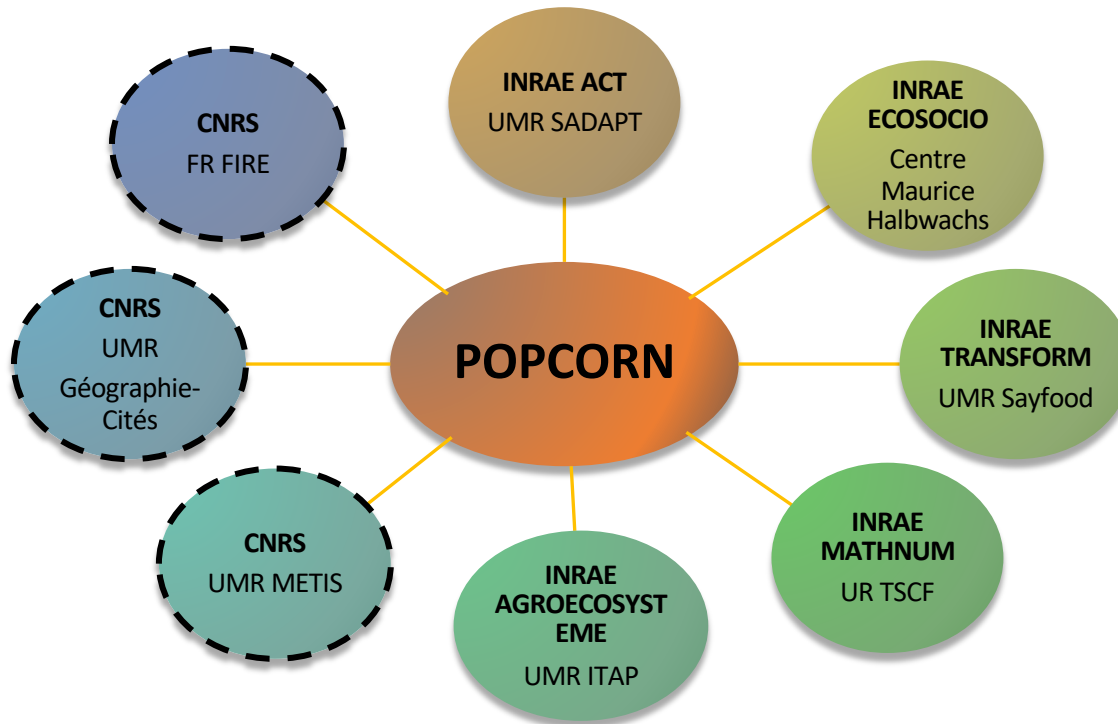 CNRS
FR FIRE
INRAE ACT
UMR SADAPT
INRAE
ECOSOCIO
Centre
Maurice
Halbwachs
CNRS
UMR
Géographie-
Cités
POPCORN
INRAE
TRANSFORM
UMR Sayfood
CNRS
UMR METIS
INRAE
AGROECOSYST
EME
UMR ITAP
INRAE
MATHNUM
UR TSCF